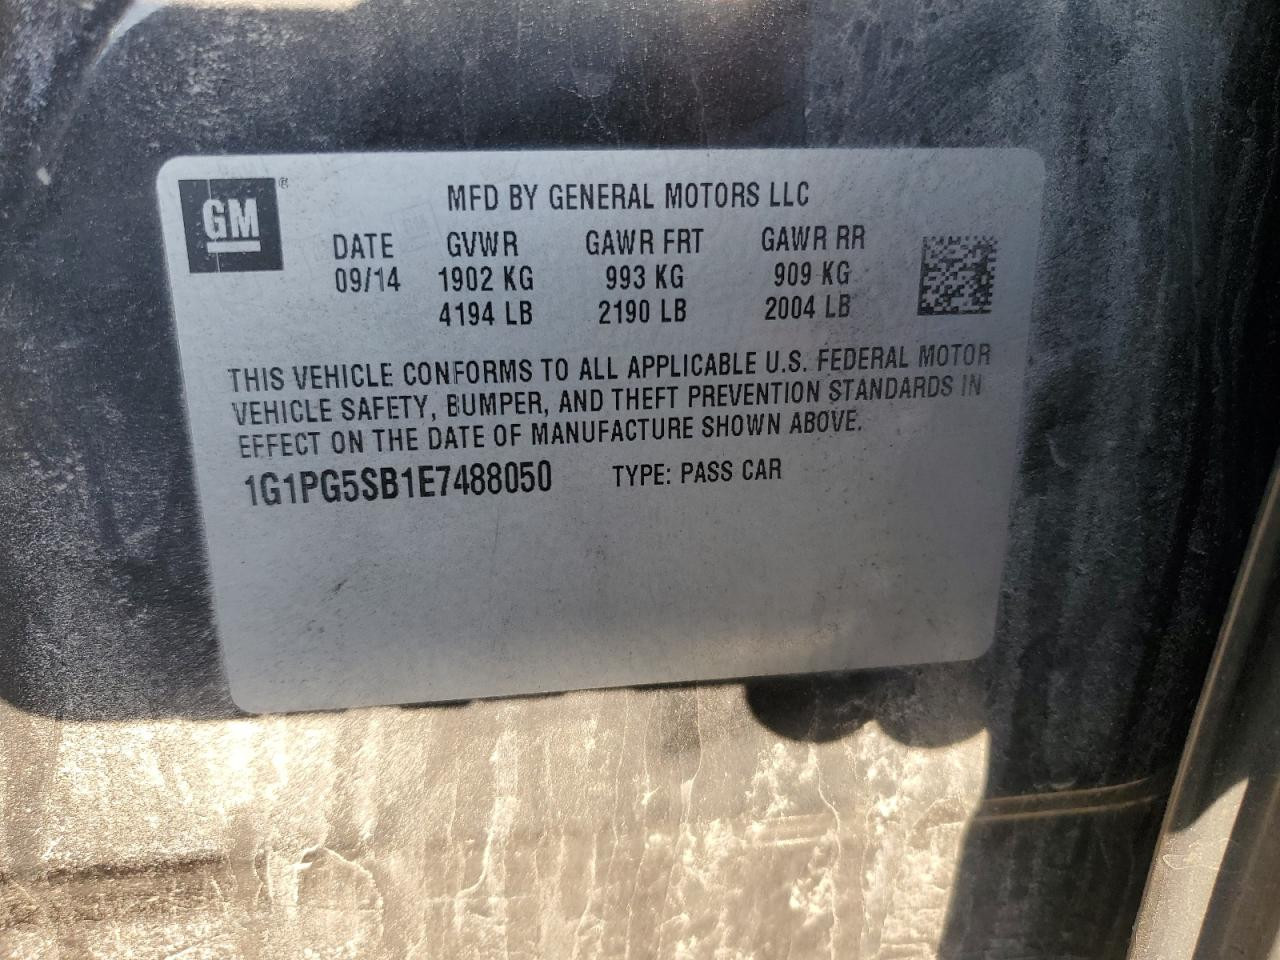 GM ®
MFD BY GENERAL MOTORS LLC
DATE GVWR GAWR FRT GAWR RR
09/14 1902 KG 993 KG 909 KG
4194 LB 2190 LB 2004 LB
THIS VEHICLE CONFORMS TO ALL APPLICABLE U.S. FEDERAL MOTOR
VEHICLE SAFETY, BUMPER, AND THEFT PREVENTION STANDARDS IN
EFFECT ON THE DATE OF MANUFACTURE SHOWN ABOVE.
1G1PG5SB1E7488050 TYPE: PASS CAR